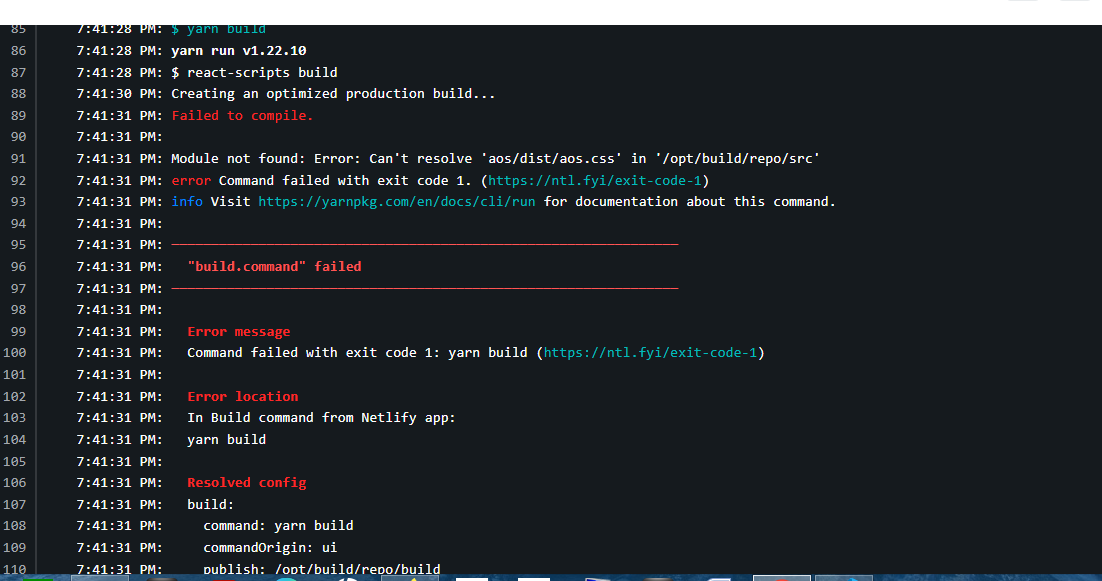 85 7:41:28 PM: $ yarn build
86 7:41:28 PM: yarn run v1.22.10
87 7:41:28 PM: $ react-scripts build
88 7:41:30 PM: Creating an optimized production build...
89 7:41:31 PM: Failed to compile.
90 7:41:31 PM:
91 7:41:31 PM: Module not found: Error: Can't resolve 'aos/dist/aos.css' in '/opt/build/repo/src'
92 7:41:31 PM: error Command failed with exit code 1. (https://ntl.fyi/exit-code-1)
93 7:41:31 PM: info Visit https://yarnpkg.com/en/docs/cli/run for documentation about this command.
94 7:41:31 PM:
95 7:41:31 PM: ────────────────────────────────────────────────────────────────
96 7:41:31 PM: "build.command" failed
97 7:41:31 PM: ────────────────────────────────────────────────────────────────
98 7:41:31 PM:
99 7:41:31 PM: Error message
100 7:41:31 PM: Command failed with exit code 1: yarn build (https://ntl.fyi/exit-code-1)
101 7:41:31 PM:
102 7:41:31 PM: Error location
103 7:41:31 PM: In Build command from Netlify app:
104 7:41:31 PM: yarn build
105 7:41:31 PM:
106 7:41:31 PM: Resolved config
107 7:41:31 PM: build:
108 7:41:31 PM: command: yarn build
109 7:41:31 PM: commandOrigin: ui
110 7:41:31 PM: publish: /opt/build/repo/build